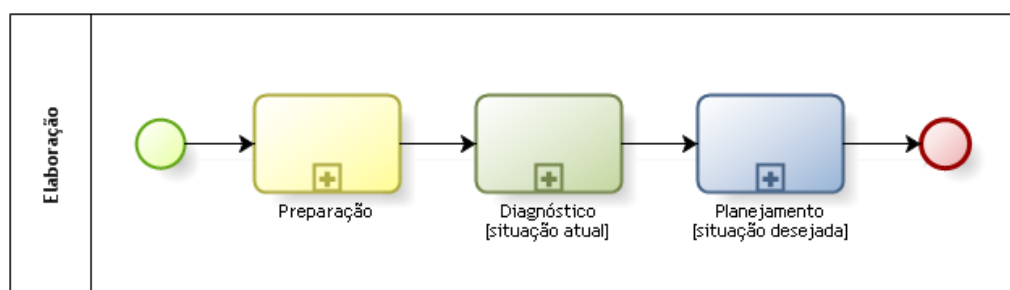 Elaboração
Preparação
Diagnóstico
[situação atual]
Planejamento
[situação desejada]